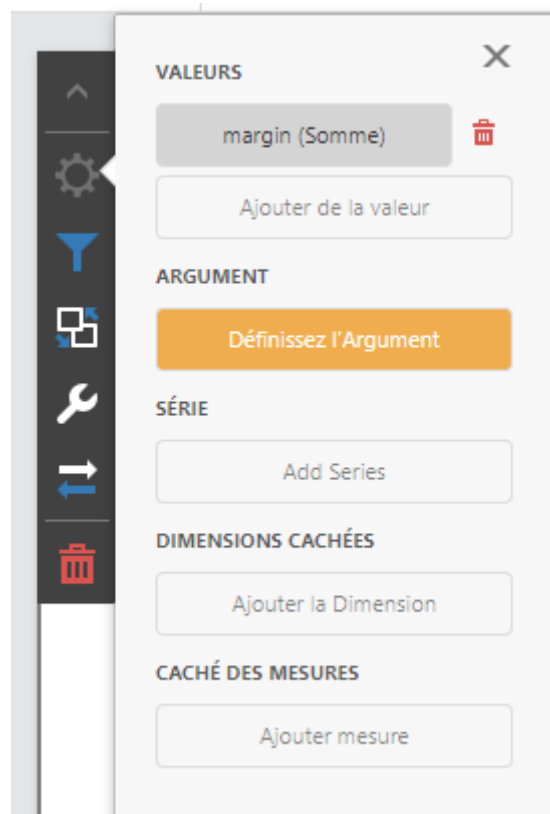 VALEURS
margin (Somme)
Ajouter de la valeur
ARGUMENT
Définissez l'Argument
SÉRIE
Add Series
DIMENSIONS CACHÉES
Ajouter la Dimension
CACHÉ DES MESURES
Ajouter mesure